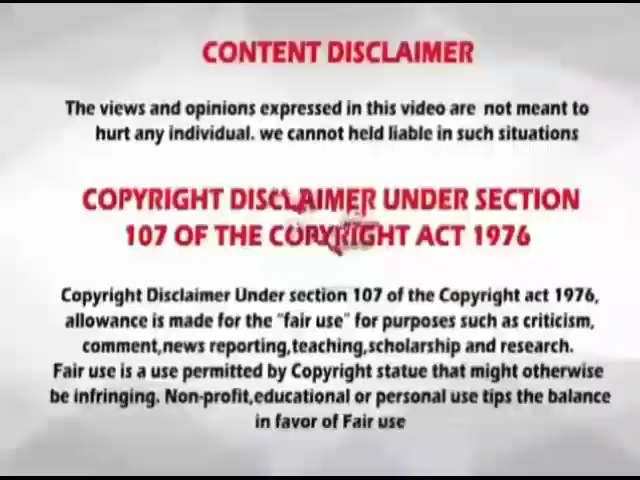 CONTENT DISCLAIMER
The views and opinions expressed in this video are not meant to
hurt any individual. we cannot held liable in such situations
COPYRIGHT DISCLAIMER UNDER SECTION
107 OF THE COPYRIGHT ACT 1976
Copyright Disclaimer Under section 107 of the Copyright act 1976,
allowance is made for the "fair use" for purposes such as criticism,
comment,news reporting,teaching,scholarship and research.
Fair use is a use permitted by Copyright statue that might otherwise
be infringing. Non-profit,educational or personal use tips the balance
in favor of Fair use